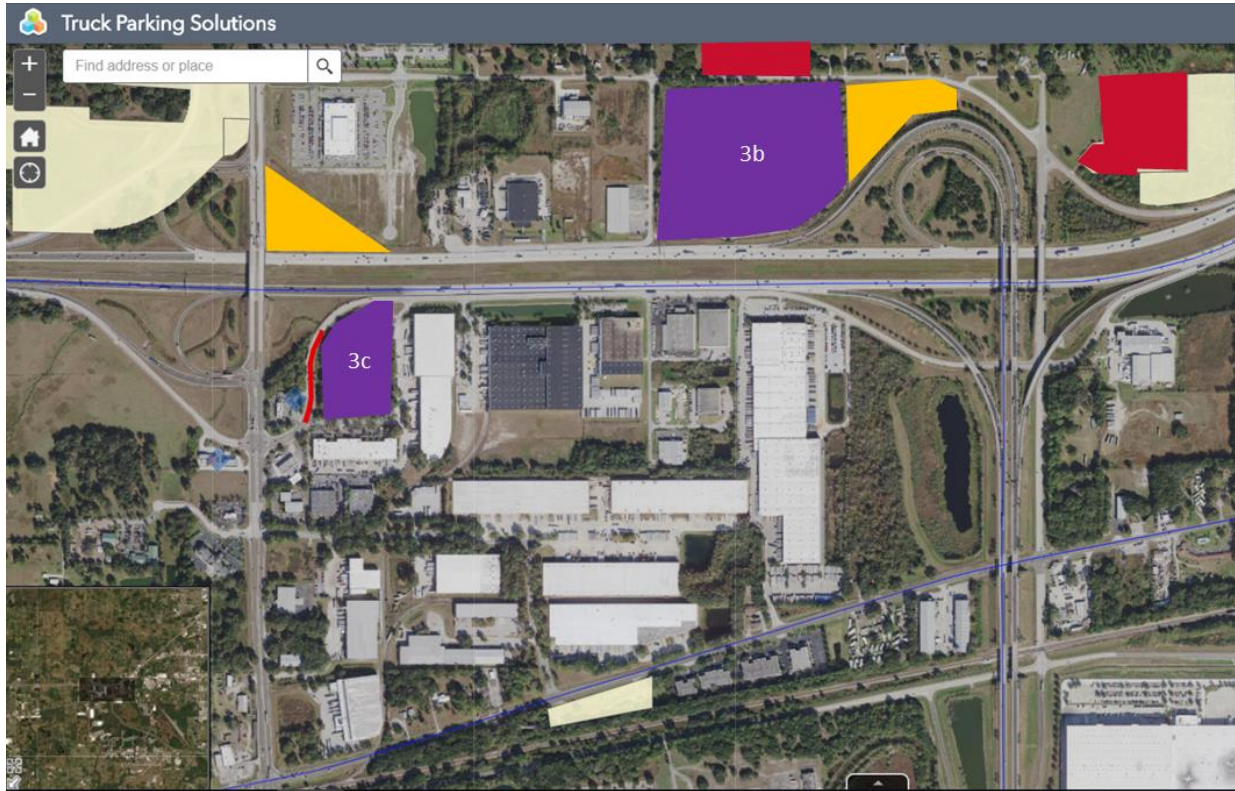 Truck Parking Solutions
+
Find address or place
−
3b
3c